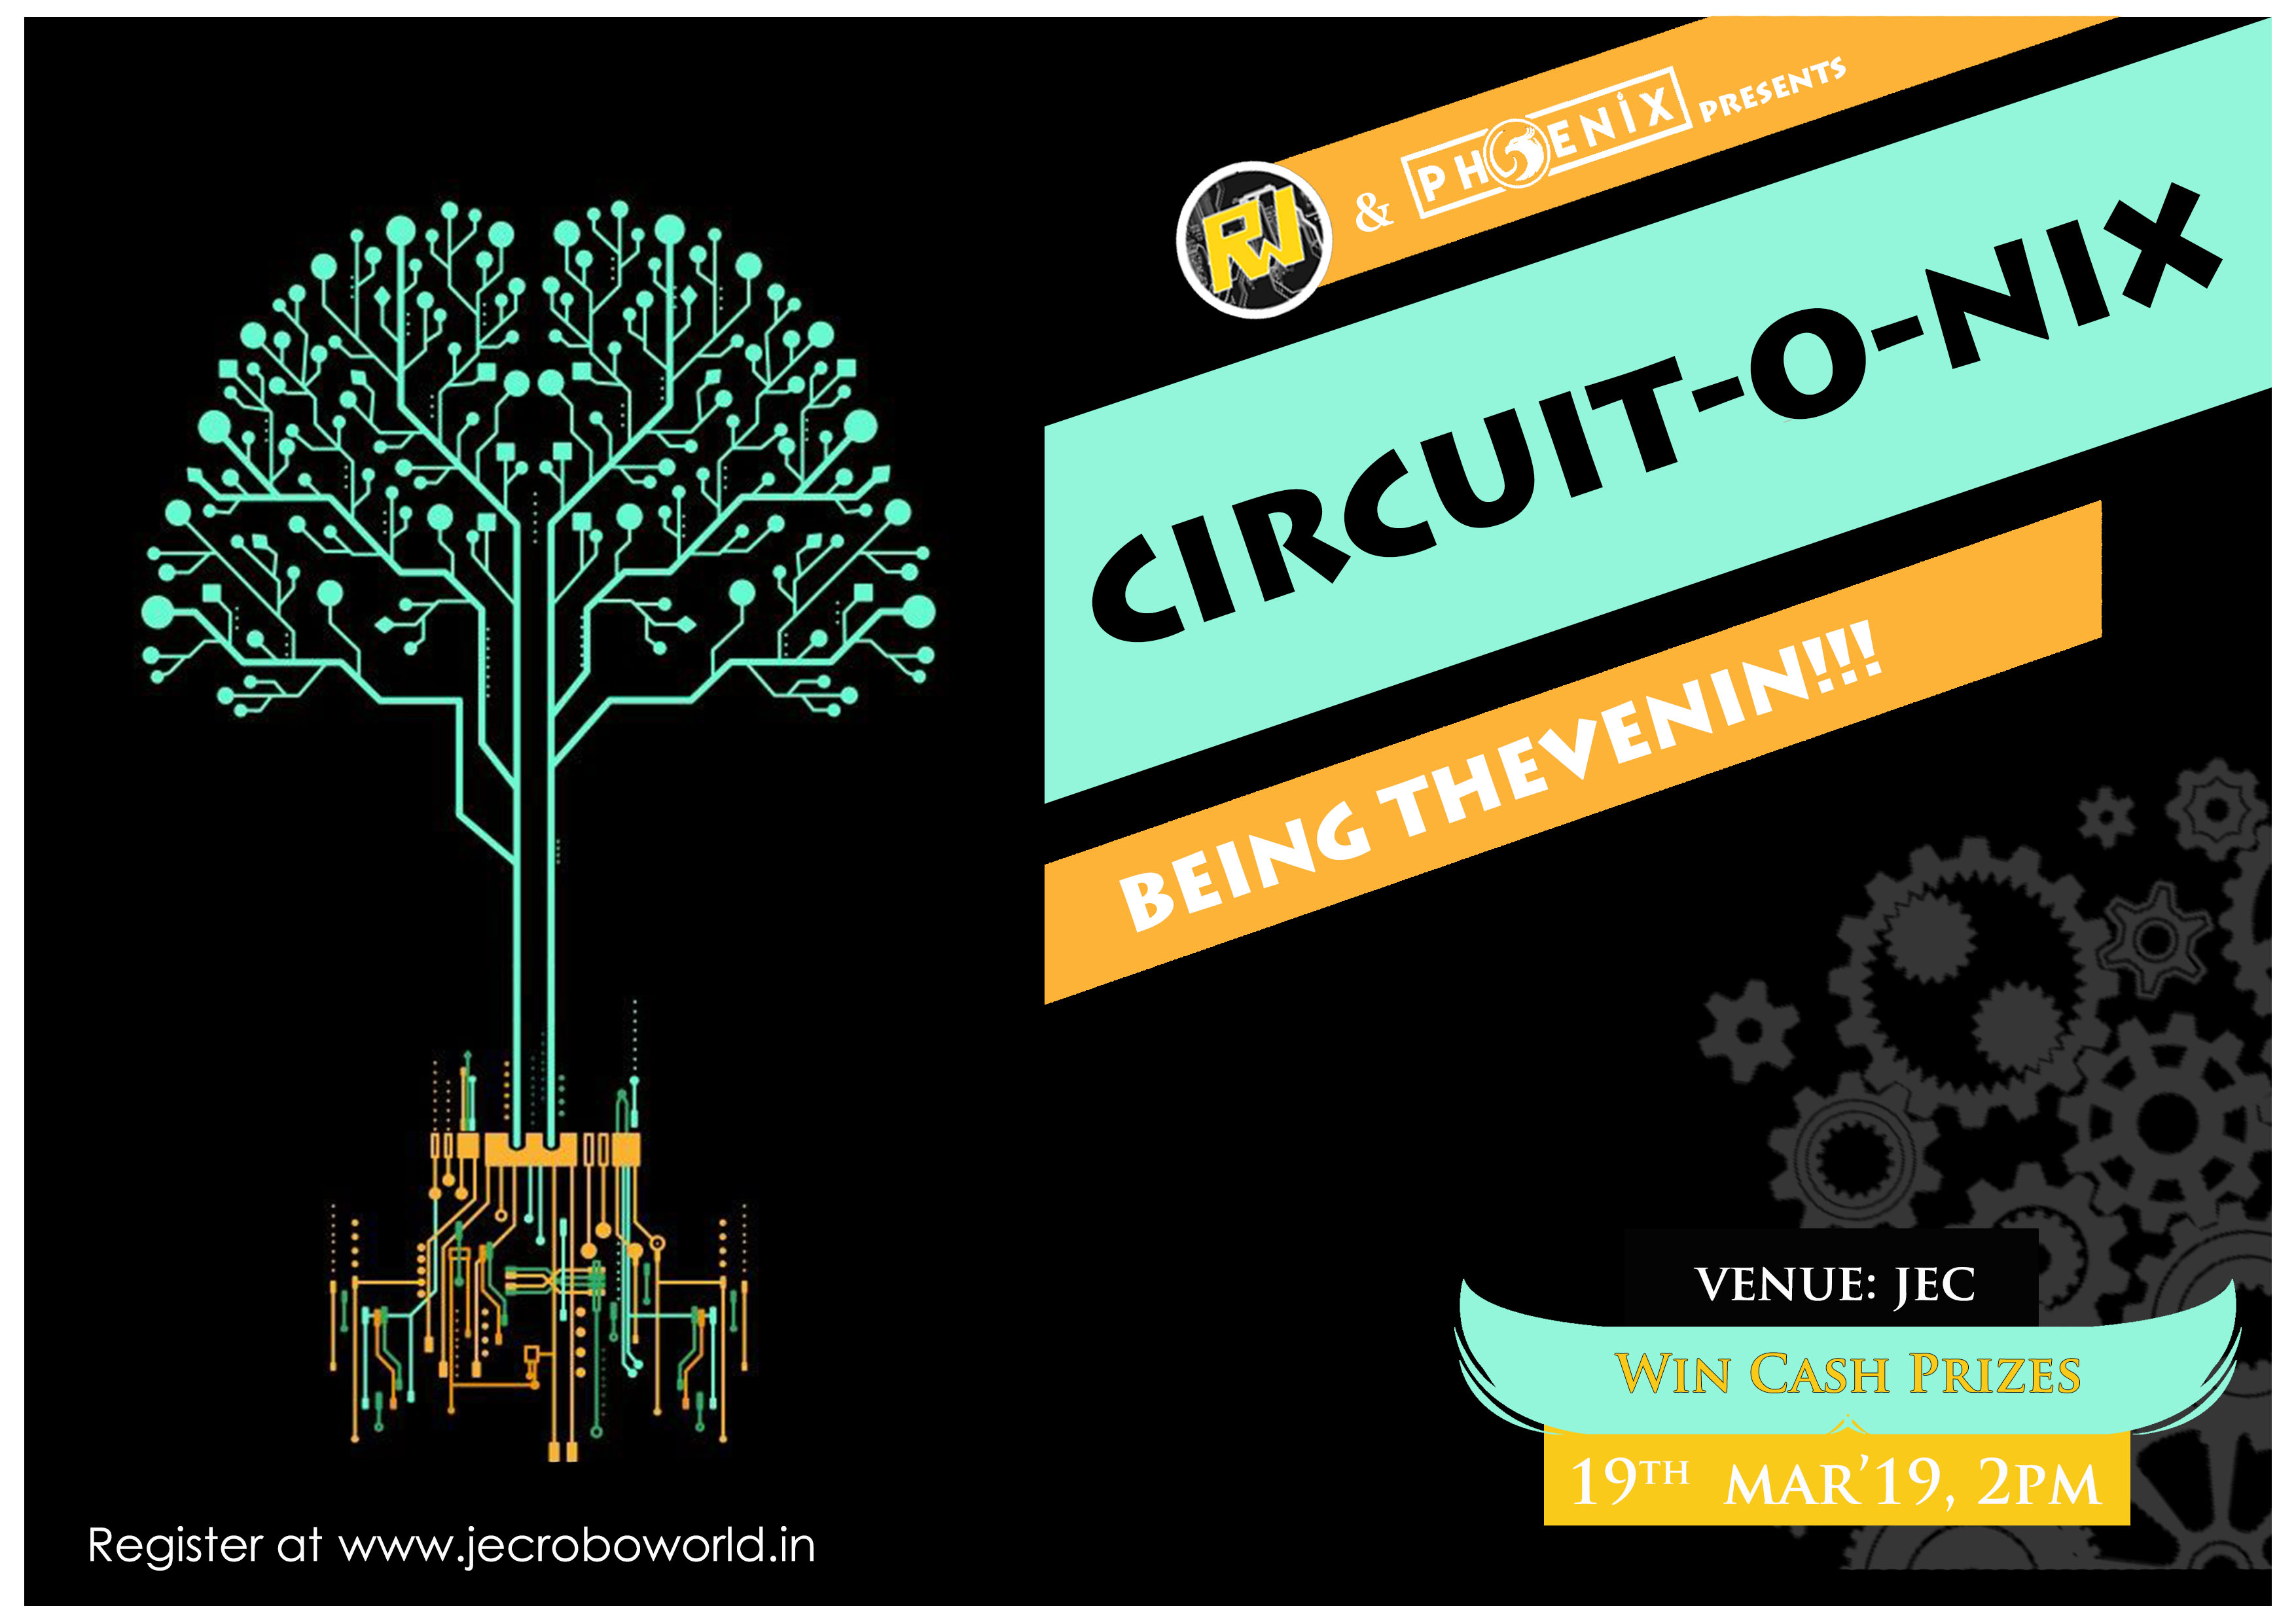 RW & PHOENIX PRESENTS
CIRCUIT-O-NIX
BEING THEVENIN!!!
VENUE: JEC
WIN CASH PRIZES
19TH MAR'19, 2PM
Register at www.jecroboworld.in